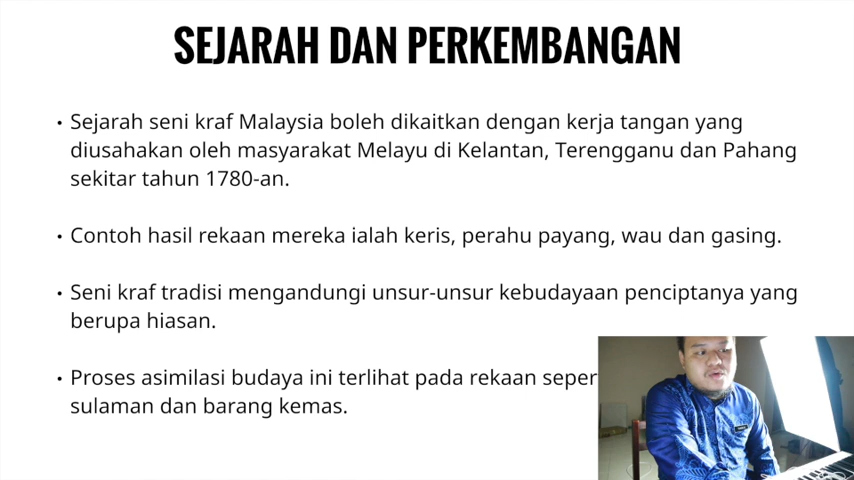 SEJARAH DAN PERKEMBANGAN
• Sejarah seni kraf Malaysia boleh dikaitkan dengan kerja tangan yang
diusahakan oleh masyarakat Melayu di Kelantan, Terengganu dan Pahang
sekitar tahun 1780-an.
• Contoh hasil rekaan mereka ialah keris, perahu payang, wau dan gasing.
• Seni kraf tradisi mengandungi unsur-unsur kebudayaan penciptanya yang
berupa hiasan.
• Proses asimilasi budaya ini terlihat pada rekaan seper
sulaman dan barang kemas.